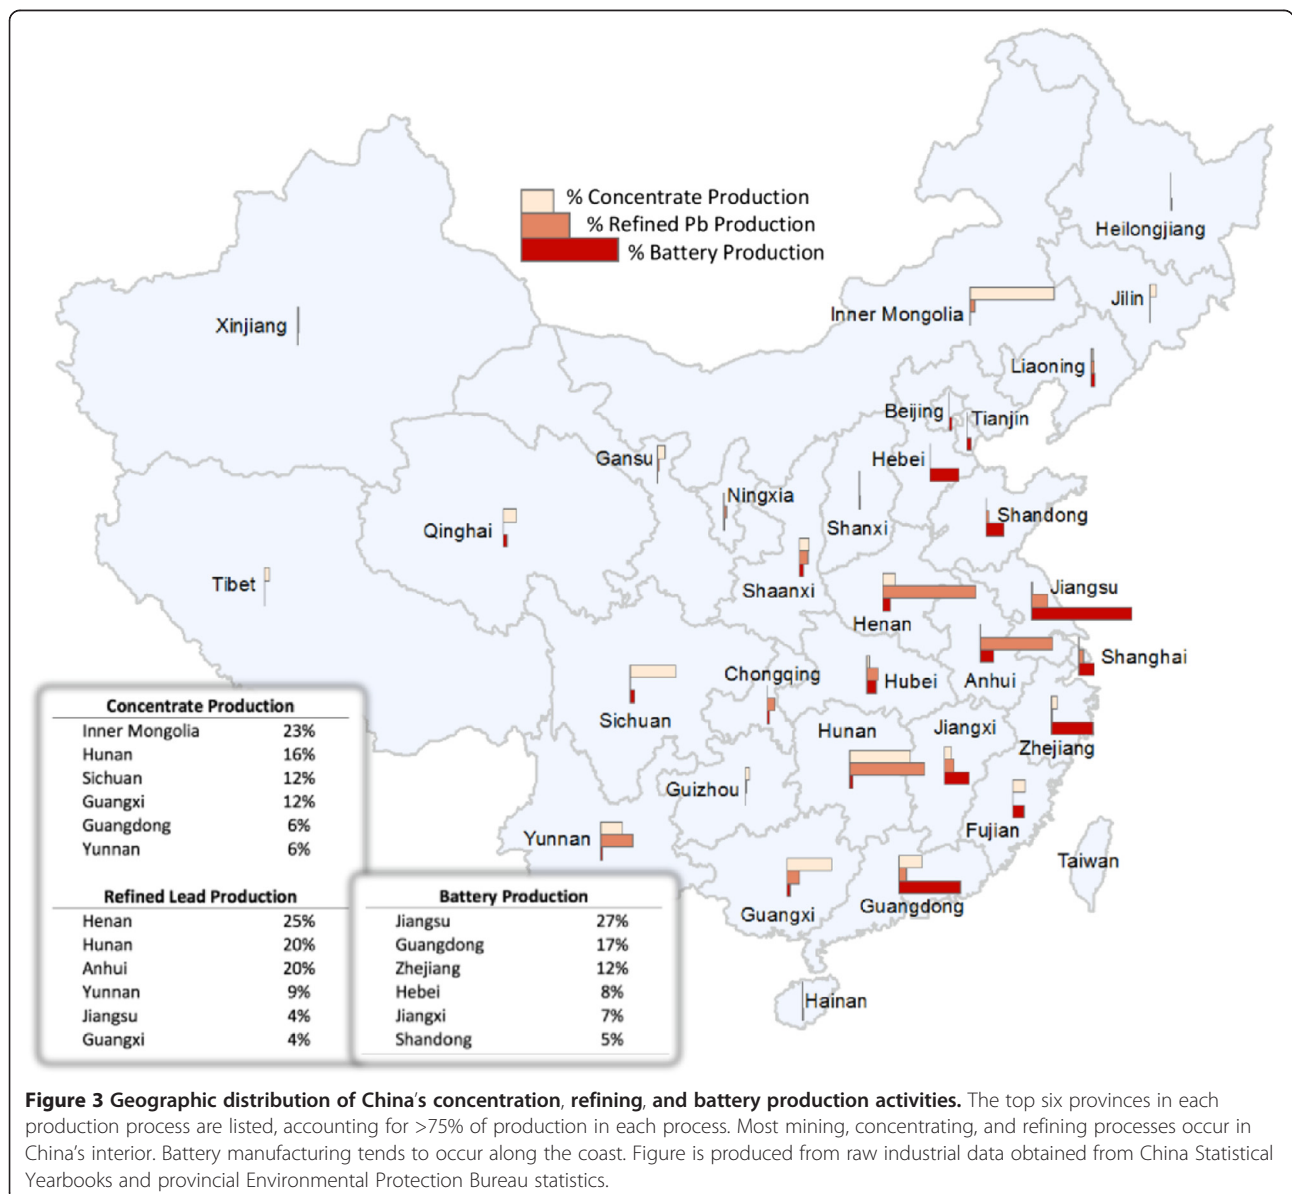 % Concentrate Production
% Refined Pb Production
% Battery Production
Heilongjiang
Inner Mongolia
Jilin
Xinjiang
Liaoning
Beijing
Tianjin
Gansu
Hebei
Ningxia
Shandong
Qinghai
Shanxi
Tibet
Shaanxi
Jiangsu
Henan
Shanghai
Chongqing
Hubei
Anhui
Sichuan
Hunan
Jiangxi
Zhejiang
Guizhou
Yunnan
Fujian
Taiwan
Guangxi
Guangdong
Hainan
Concentrate Production
Inner Mongolia 23%
Hunan 16%
Sichuan 12%
Guangxi 12%
Guangdong 6%
Yunnan 6%
Refined Lead Production
Henan 25%
Hunan 20%
Anhui 20%
Yunnan 9%
Jiangsu 4%
Guangxi 4%
Battery Production
Jiangsu 27%
Guangdong 17%
Zhejiang 12%
Hebei 8%
Jiangxi 7%
Shandong 5%
Figure 3 Geographic distribution of China's concentration, refining, and battery production activities. The top six provinces in each
production process are listed, accounting for >75% of production in each process. Most mining, concentrating, and refining processes occur in
China's interior. Battery manufacturing tends to occur along the coast. Figure is produced from raw industrial data obtained from China Statistical
Yearbooks and provincial Environmental Protection Bureau statistics.